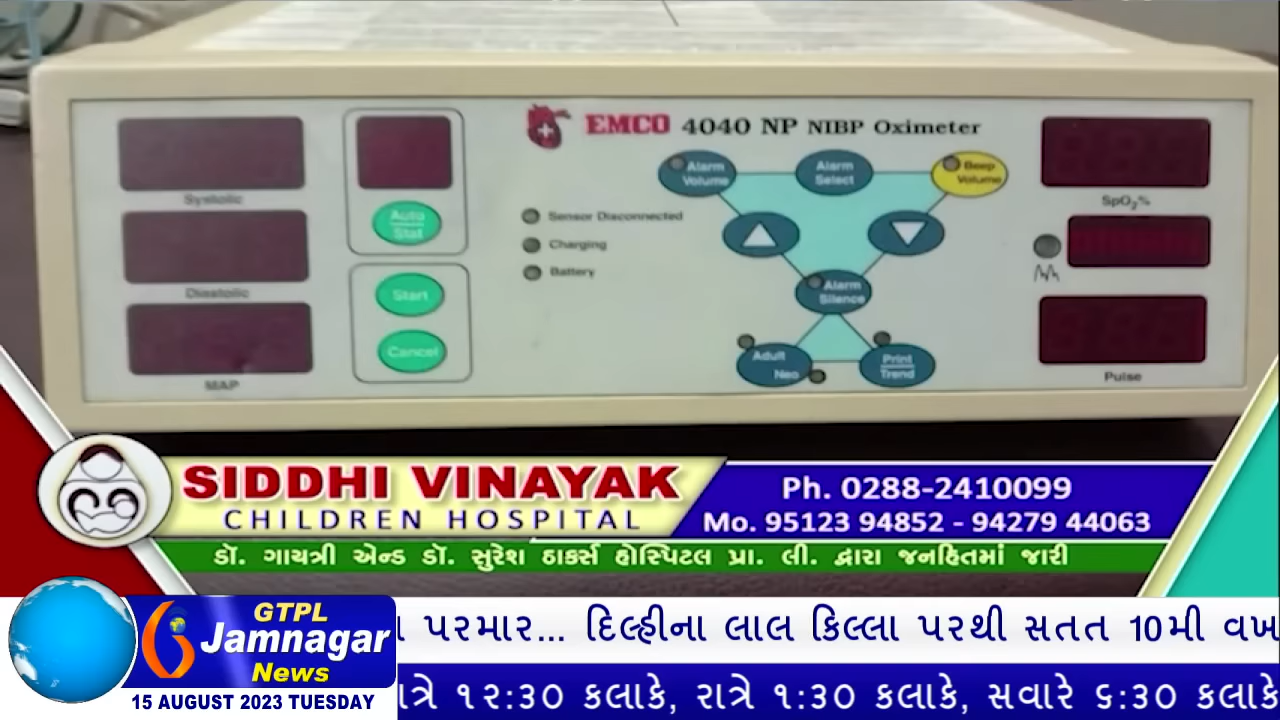 EMCO 4040 NP NIBP Oximeter
Systolic
Diastolic
MAP
Auto
Stat
Start
Cancel
Sensor Disconnected
Charging
Battery
Alarm
Volume
Alarm
Select
Beep
Volume
Alarm
Silence
Adult
Neo
Print
Trend
SpO2%
Pulse
SIDDHI VINAYAK
CHILDREN HOSPITAL
Ph. 0288-2410099
Mo. 95123 94852 - 94279 44063
ડૉ. ગાયત્રી એન્ડ ડૉ. સુરેશ ઠાકર્સ હોસ્પિટલ પ્રા. લી. દ્વારા જનહિતમાં જારી
GTPL
Jamnagar
News
15 AUGUST 2023 TUESDAY
પરમાર... દિલ્હીના લાલ કિલ્લા પરથી સતત 10મી વખ
ત્રે ૧૨:૩૦ કલાકે, રાત્રે ૧:૩૦ કલાકે, સવારે ૬:૩૦ કલાકે